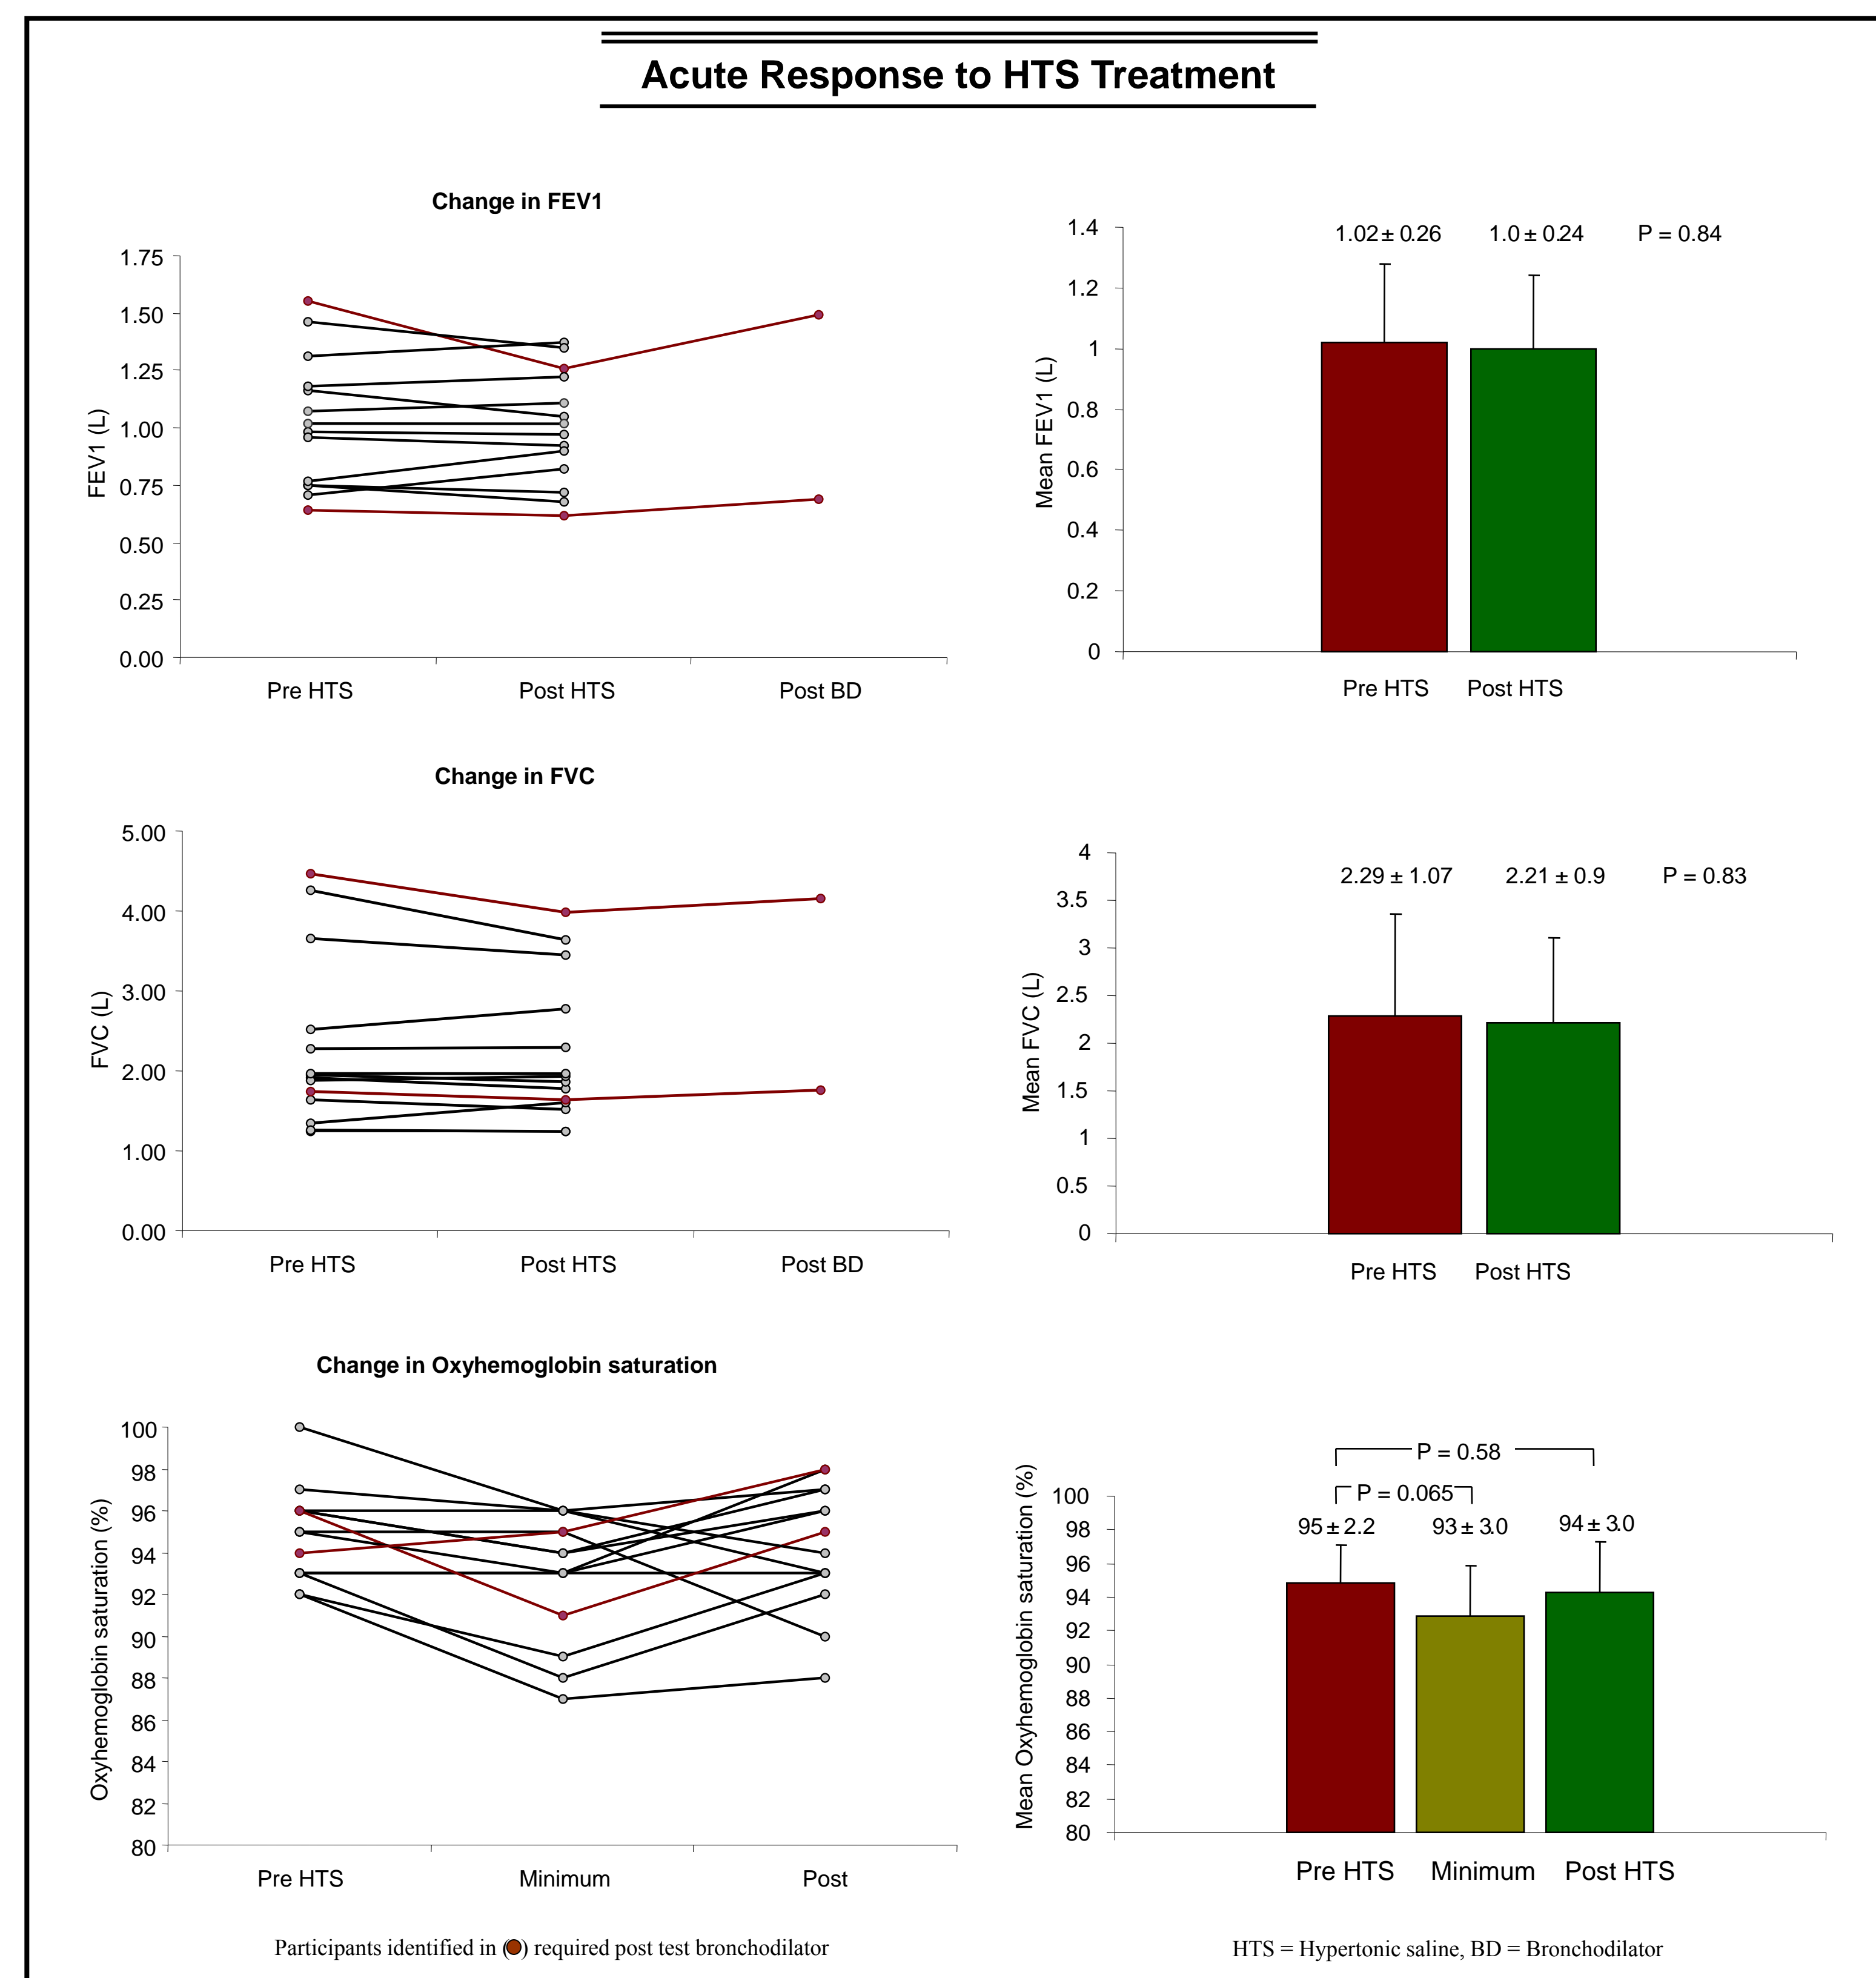 Acute Response to HTS Treatment
Change in FEV1
FEV1 (L)
1.75
1.50
1.25
1.00
0.75
0.50
0.25
0.00
Pre HTS Post HTS Post BD
Mean FEV1 (L)
1.4
1.2
1
0.8
0.6
0.4
0.2
0
1.02 ± 0.26 1.0 ± 0.24 P = 0.84
Pre HTS Post HTS
Change in FVC
FVC (L)
5.00
4.00
3.00
2.00
1.00
0.00
Pre HTS Post HTS Post BD
Mean FVC (L)
4
3.5
3
2.5
2
1.5
1
0.5
0
2.29 ± 1.07 2.21 ± 0.9 P = 0.83
Pre HTS Post HTS
Change in Oxyhemoglobin saturation
Oxyhemoglobin saturation (%)
100
98
96
94
92
90
88
86
84
82
80
Pre HTS Minimum Post
Mean Oxyhemoglobin saturation (%)
100
98
96
94
92
90
88
86
84
82
80
P = 0.58
P = 0.065
95 ± 2.2 93 ± 3.0 94 ± 3.0
Pre HTS Minimum Post HTS
Participants identified in ( ) required post test bronchodilator
HTS = Hypertonic saline, BD = Bronchodilator